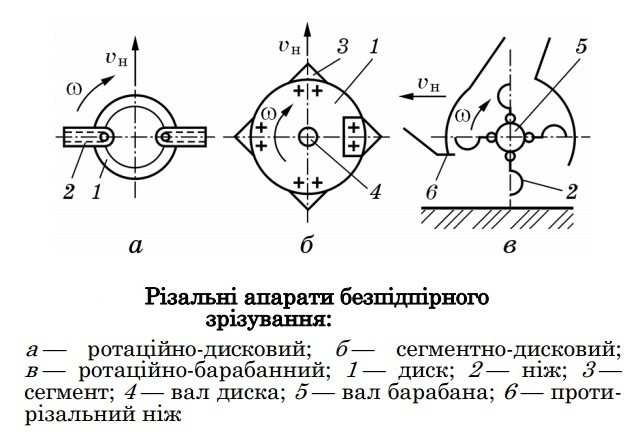 vн
ω
2
1
а
vн
3
1
ω
4
б
5
vн
ω
6
2
в
Різальні апарати безпідпірного
зрізування:
а — ротаційно-дисковий; б — сегментно-дисковий;
в — ротаційно-барабанний; 1 — диск; 2 — ніж; 3 —
сегмент; 4 — вал диска; 5 — вал барабана; 6 — проти-
різальний ніж